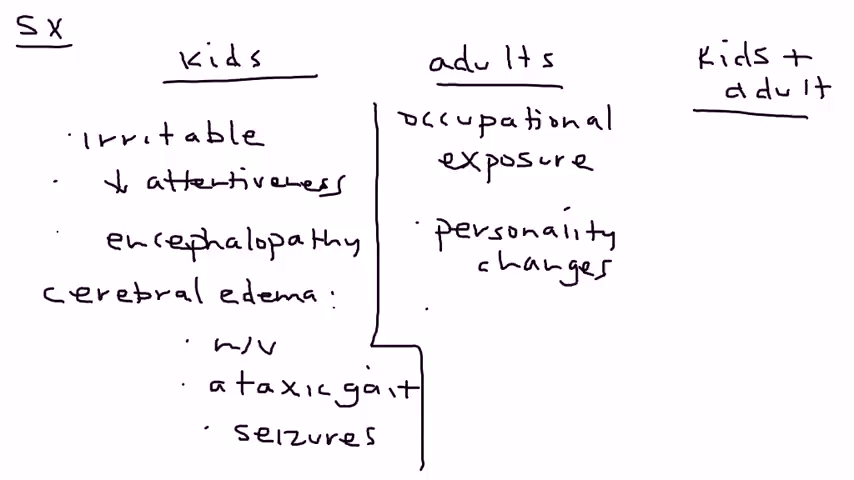 Sx
kids
· irritable
· ↓ attentiveness
· encephalopathy
cerebral edema:
· n/v
· ataxic gait
· seizures
adults
occupational
exposure
· personality
changes
·
kids +
adult